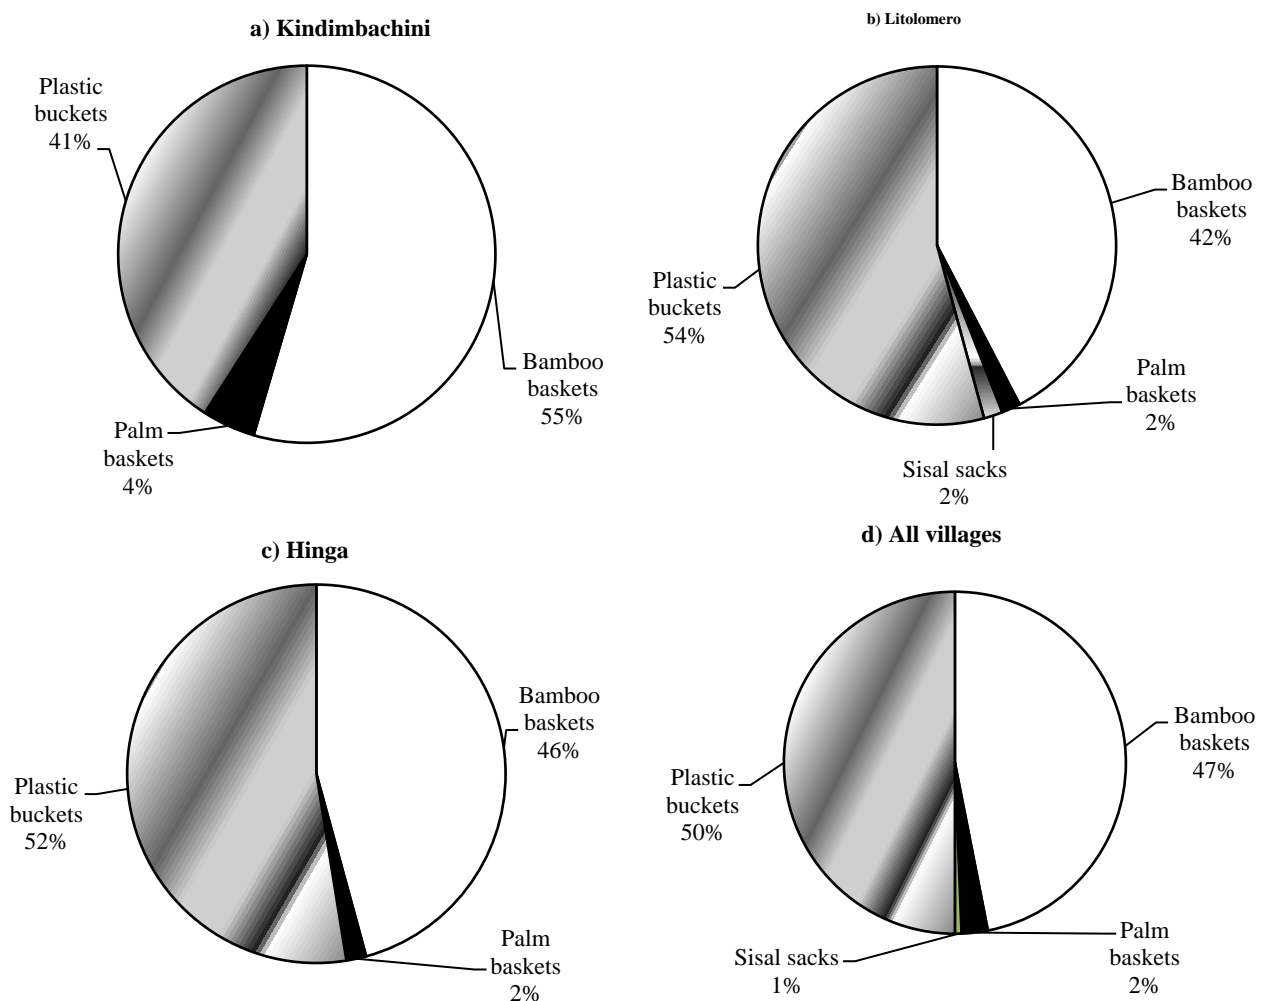 a) Kindimbachini
Plastic
buckets
41%
Bamboo
baskets
55%
Palm
baskets
4%
b) Litolomero
Bamboo
baskets
42%
Plastic
buckets
54%
Palm
baskets
2%
Sisal sacks
2%
c) Hinga
Bamboo
baskets
46%
Plastic
buckets
52%
Palm
baskets
2%
d) All villages
Bamboo
baskets
47%
Plastic
buckets
50%
Palm
baskets
2%
Sisal sacks
1%